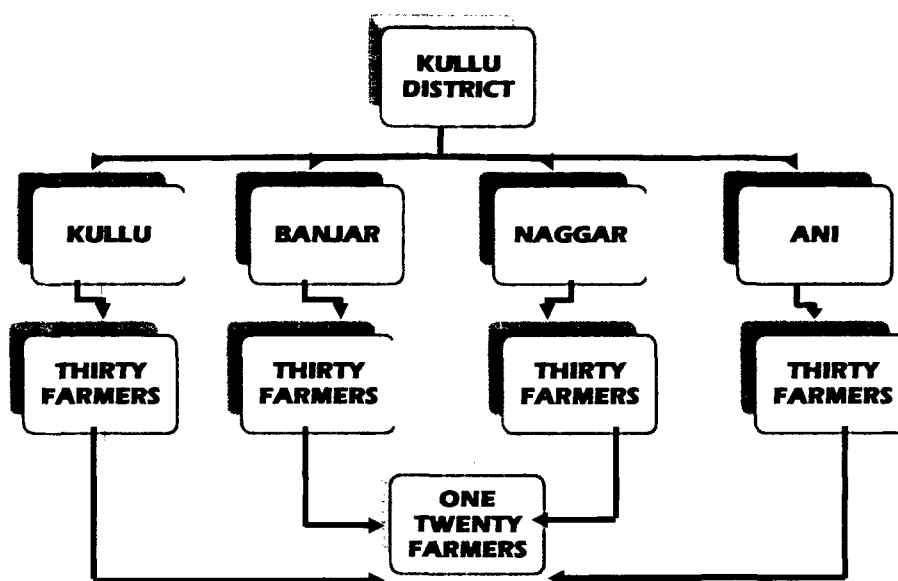 KULLU
DISTRICT
KULLU
BANJAR
NAGGAR
ANI
THIRTY
FARMERS
THIRTY
FARMERS
THIRTY
FARMERS
THIRTY
FARMERS
ONE
TWENTY
FARMERS